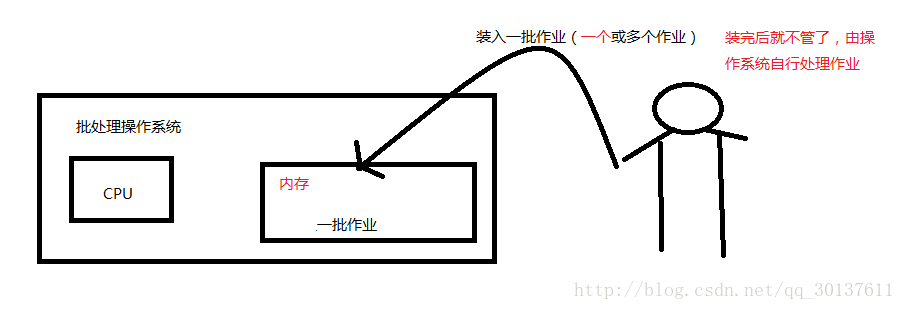 装入一批作业（一个或多个作业）
装完后就不管了，由操
作系统自行处理作业
批处理操作系统
CPU
内存
一批作业
http://blog.csdn.net/qq_30137611